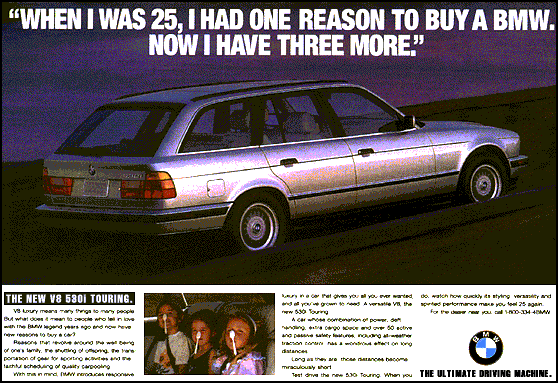 “WHEN I WAS 25, I HAD ONE REASON TO BUY A BMW.
NOW I HAVE THREE MORE.”
THE NEW V8 530i TOURING.
V8 luxury means many things to many people
But what does it mean to people who fell in love
with the BMW legend years ago and now have
new reasons to buy a car?
Reasons that revolve around the well being
of one's family, the shuttling of offspring, the trans
portation of gear for sporting activities and the
faithful scheduling of quality carpooling
With this in mind, BMW introduces responsive
luxury in a car that gives you all you ever wanted,
and all you've grown to need A versatile V8, the
new 530i Touring
A car whose combination of power, deft
handling, extra cargo space and over 50 active
and passive safety features, including all-weather
traction control has a wondrous effect on long
distances
Long as they are those distances become
miraculously short
Test drive the new 530i Touring. When you
do, watch how quickly its styling versatility and
spirited performance makes you feel 25 again.
For the dealer near you, call 1-800-334-4BMW
BMW
THE ULTIMATE DRIVING MACHINE.